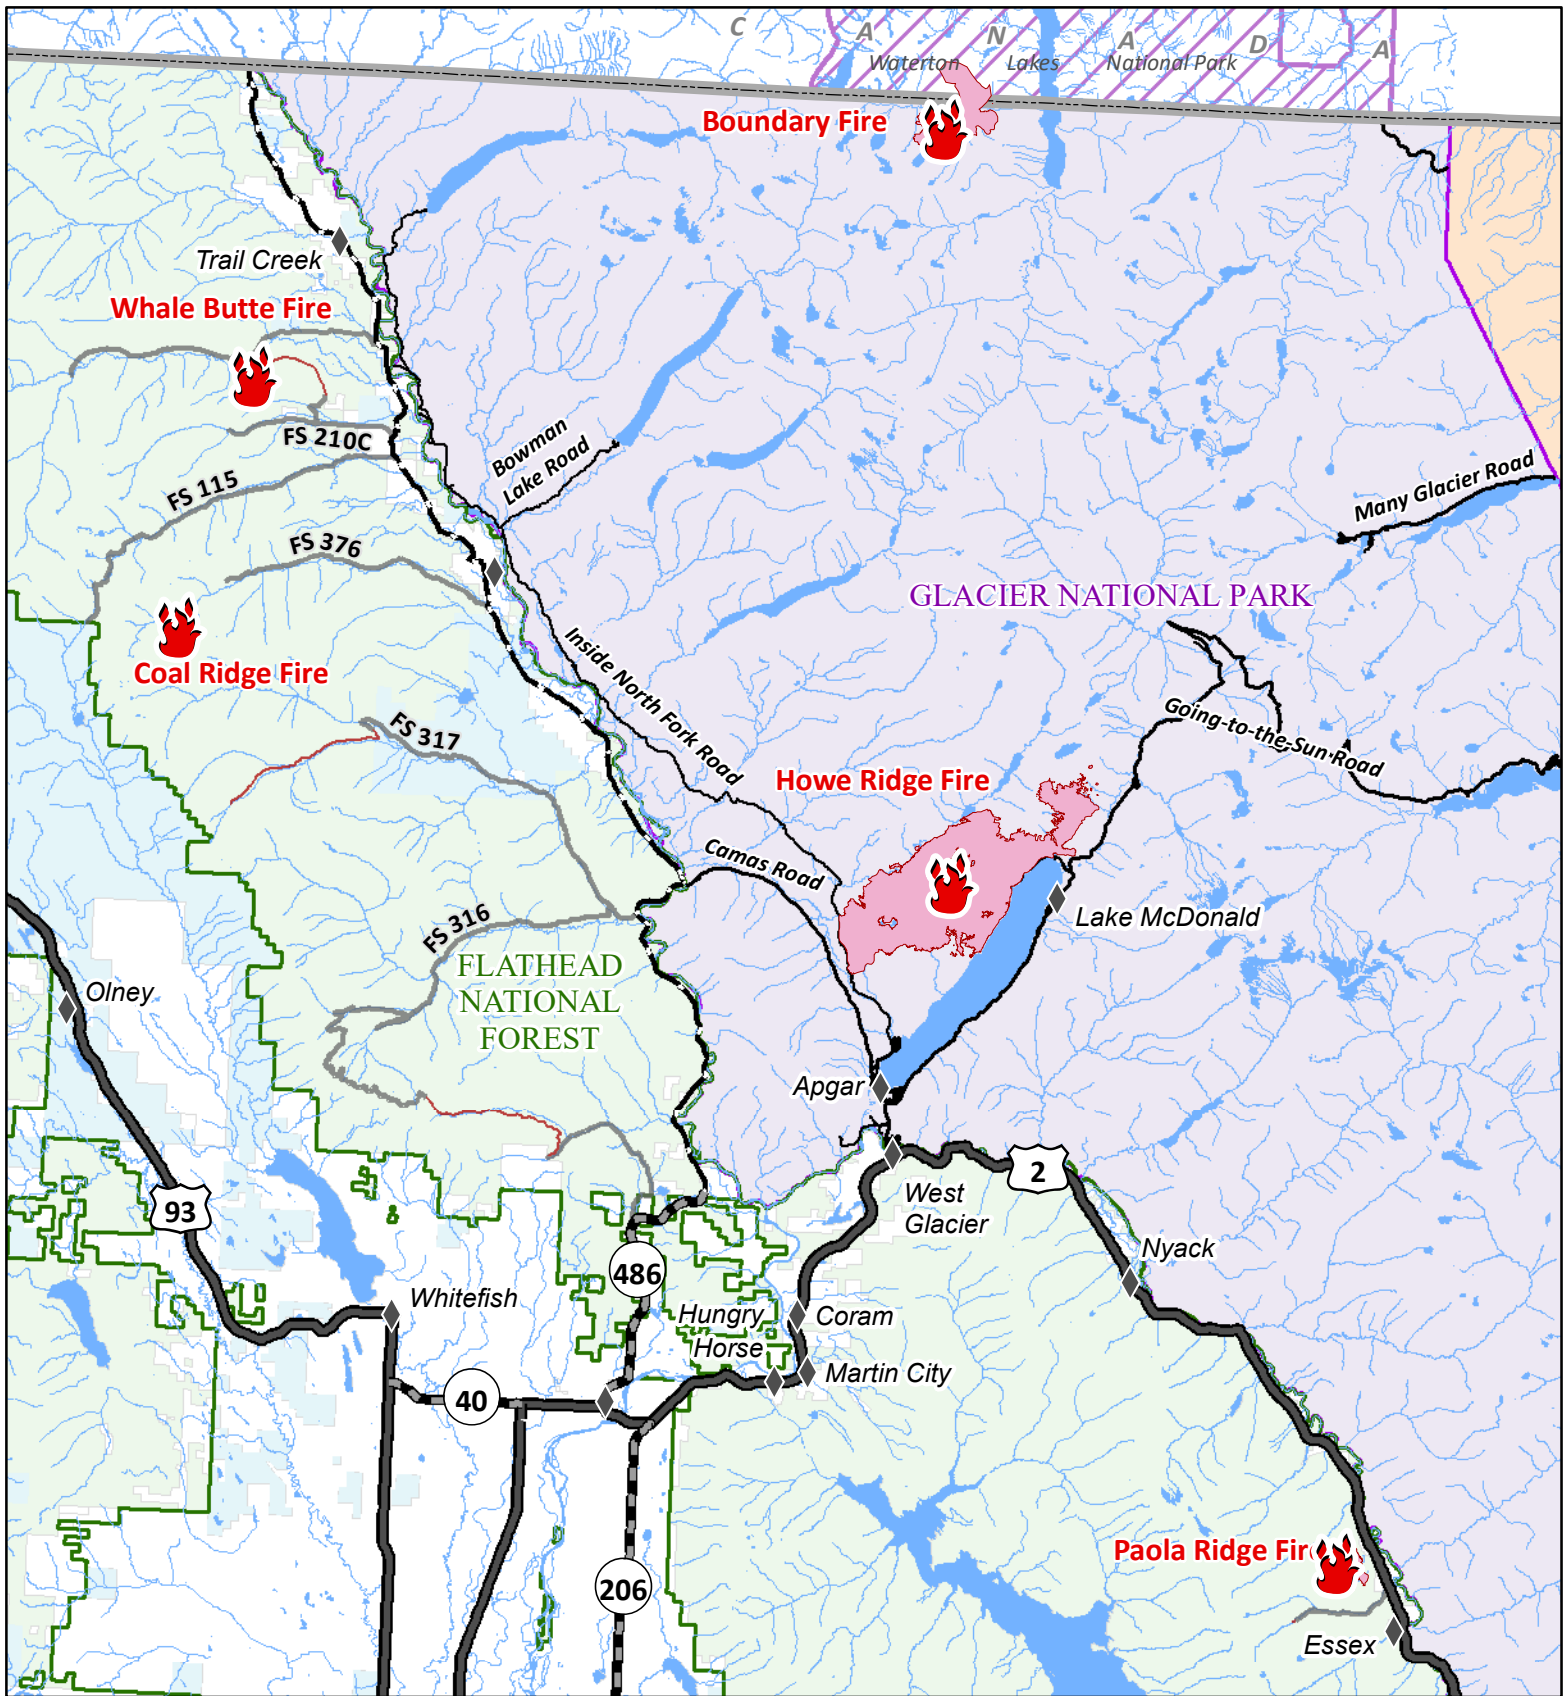 C A N A D A
Waterton Lakes National Park
Boundary Fire
Trail Creek
Whale Butte Fire
FS 210C
Bowman
Lake Road
FS 115
Many Glacier Road
FS 376
GLACIER NATIONAL PARK
Coal Ridge Fire
Inside North Fork Road
FS 317
Going-to-the-Sun Road
Howe Ridge Fire
Camas Road
Lake McDonald
FS 316
FLATHEAD
NATIONAL
FOREST
Olney
Apgar
2
West
Glacier
93
Nyack
486
Whitefish
Hungry
Horse
Coram
Martin City
40
Paola Ridge Fire
206
Essex